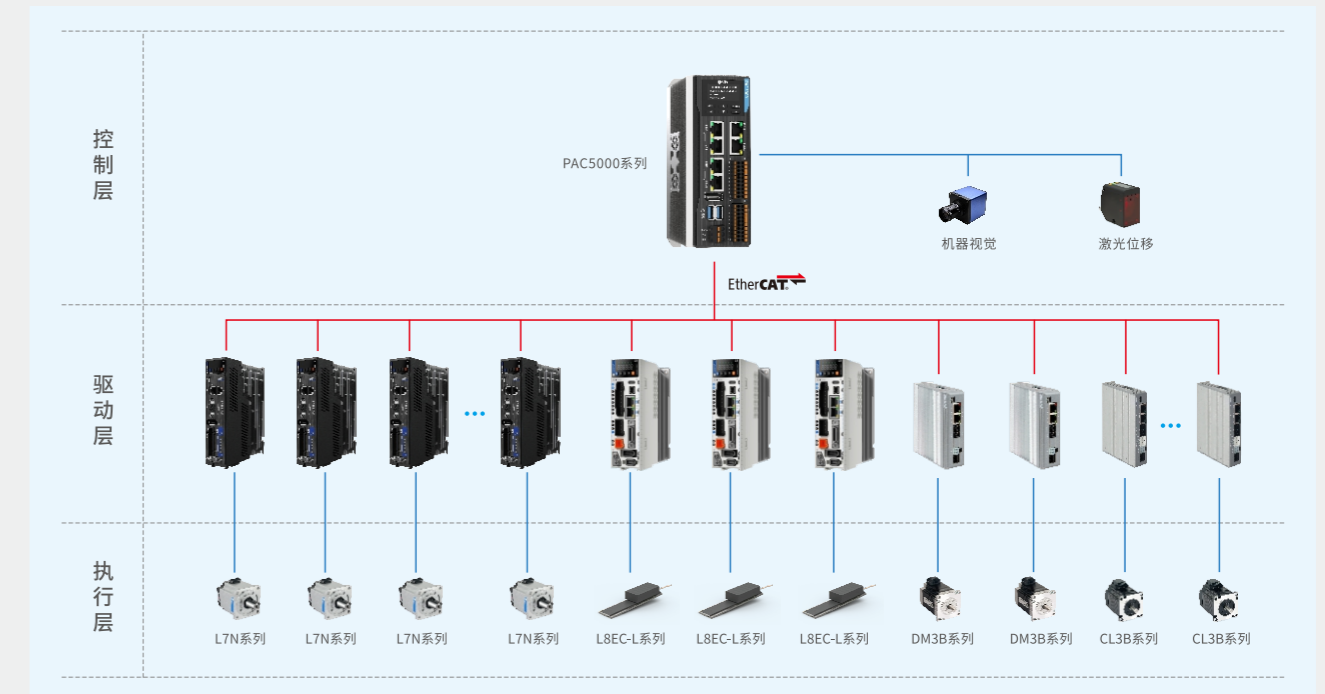 控制层
PAC5000系列
机器视觉
激光位移
EtherCAT
驱动层
...
...
执行层
L7N系列
L7N系列
L7N系列
L7N系列
L8EC-L系列
L8EC-L系列
L8EC-L系列
DM3B系列
DM3B系列
CL3B系列
CL3B系列